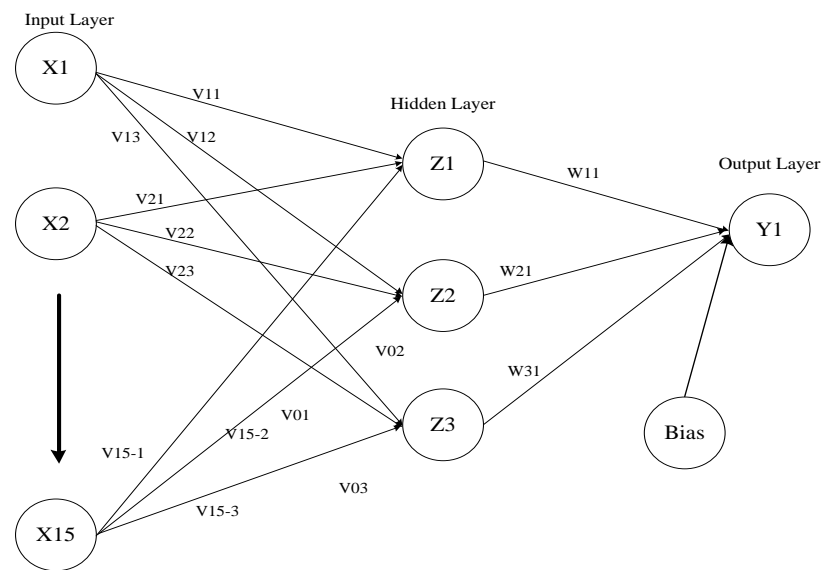 Input Layer
X1
V11
V13
V12
Hidden Layer
Z1
W11
Output Layer
X2
V21
V22
V23
Y1
Z2
W21
V02
W31
V01
Z3
Bias
V15-1
V15-2
V03
V15-3
X15